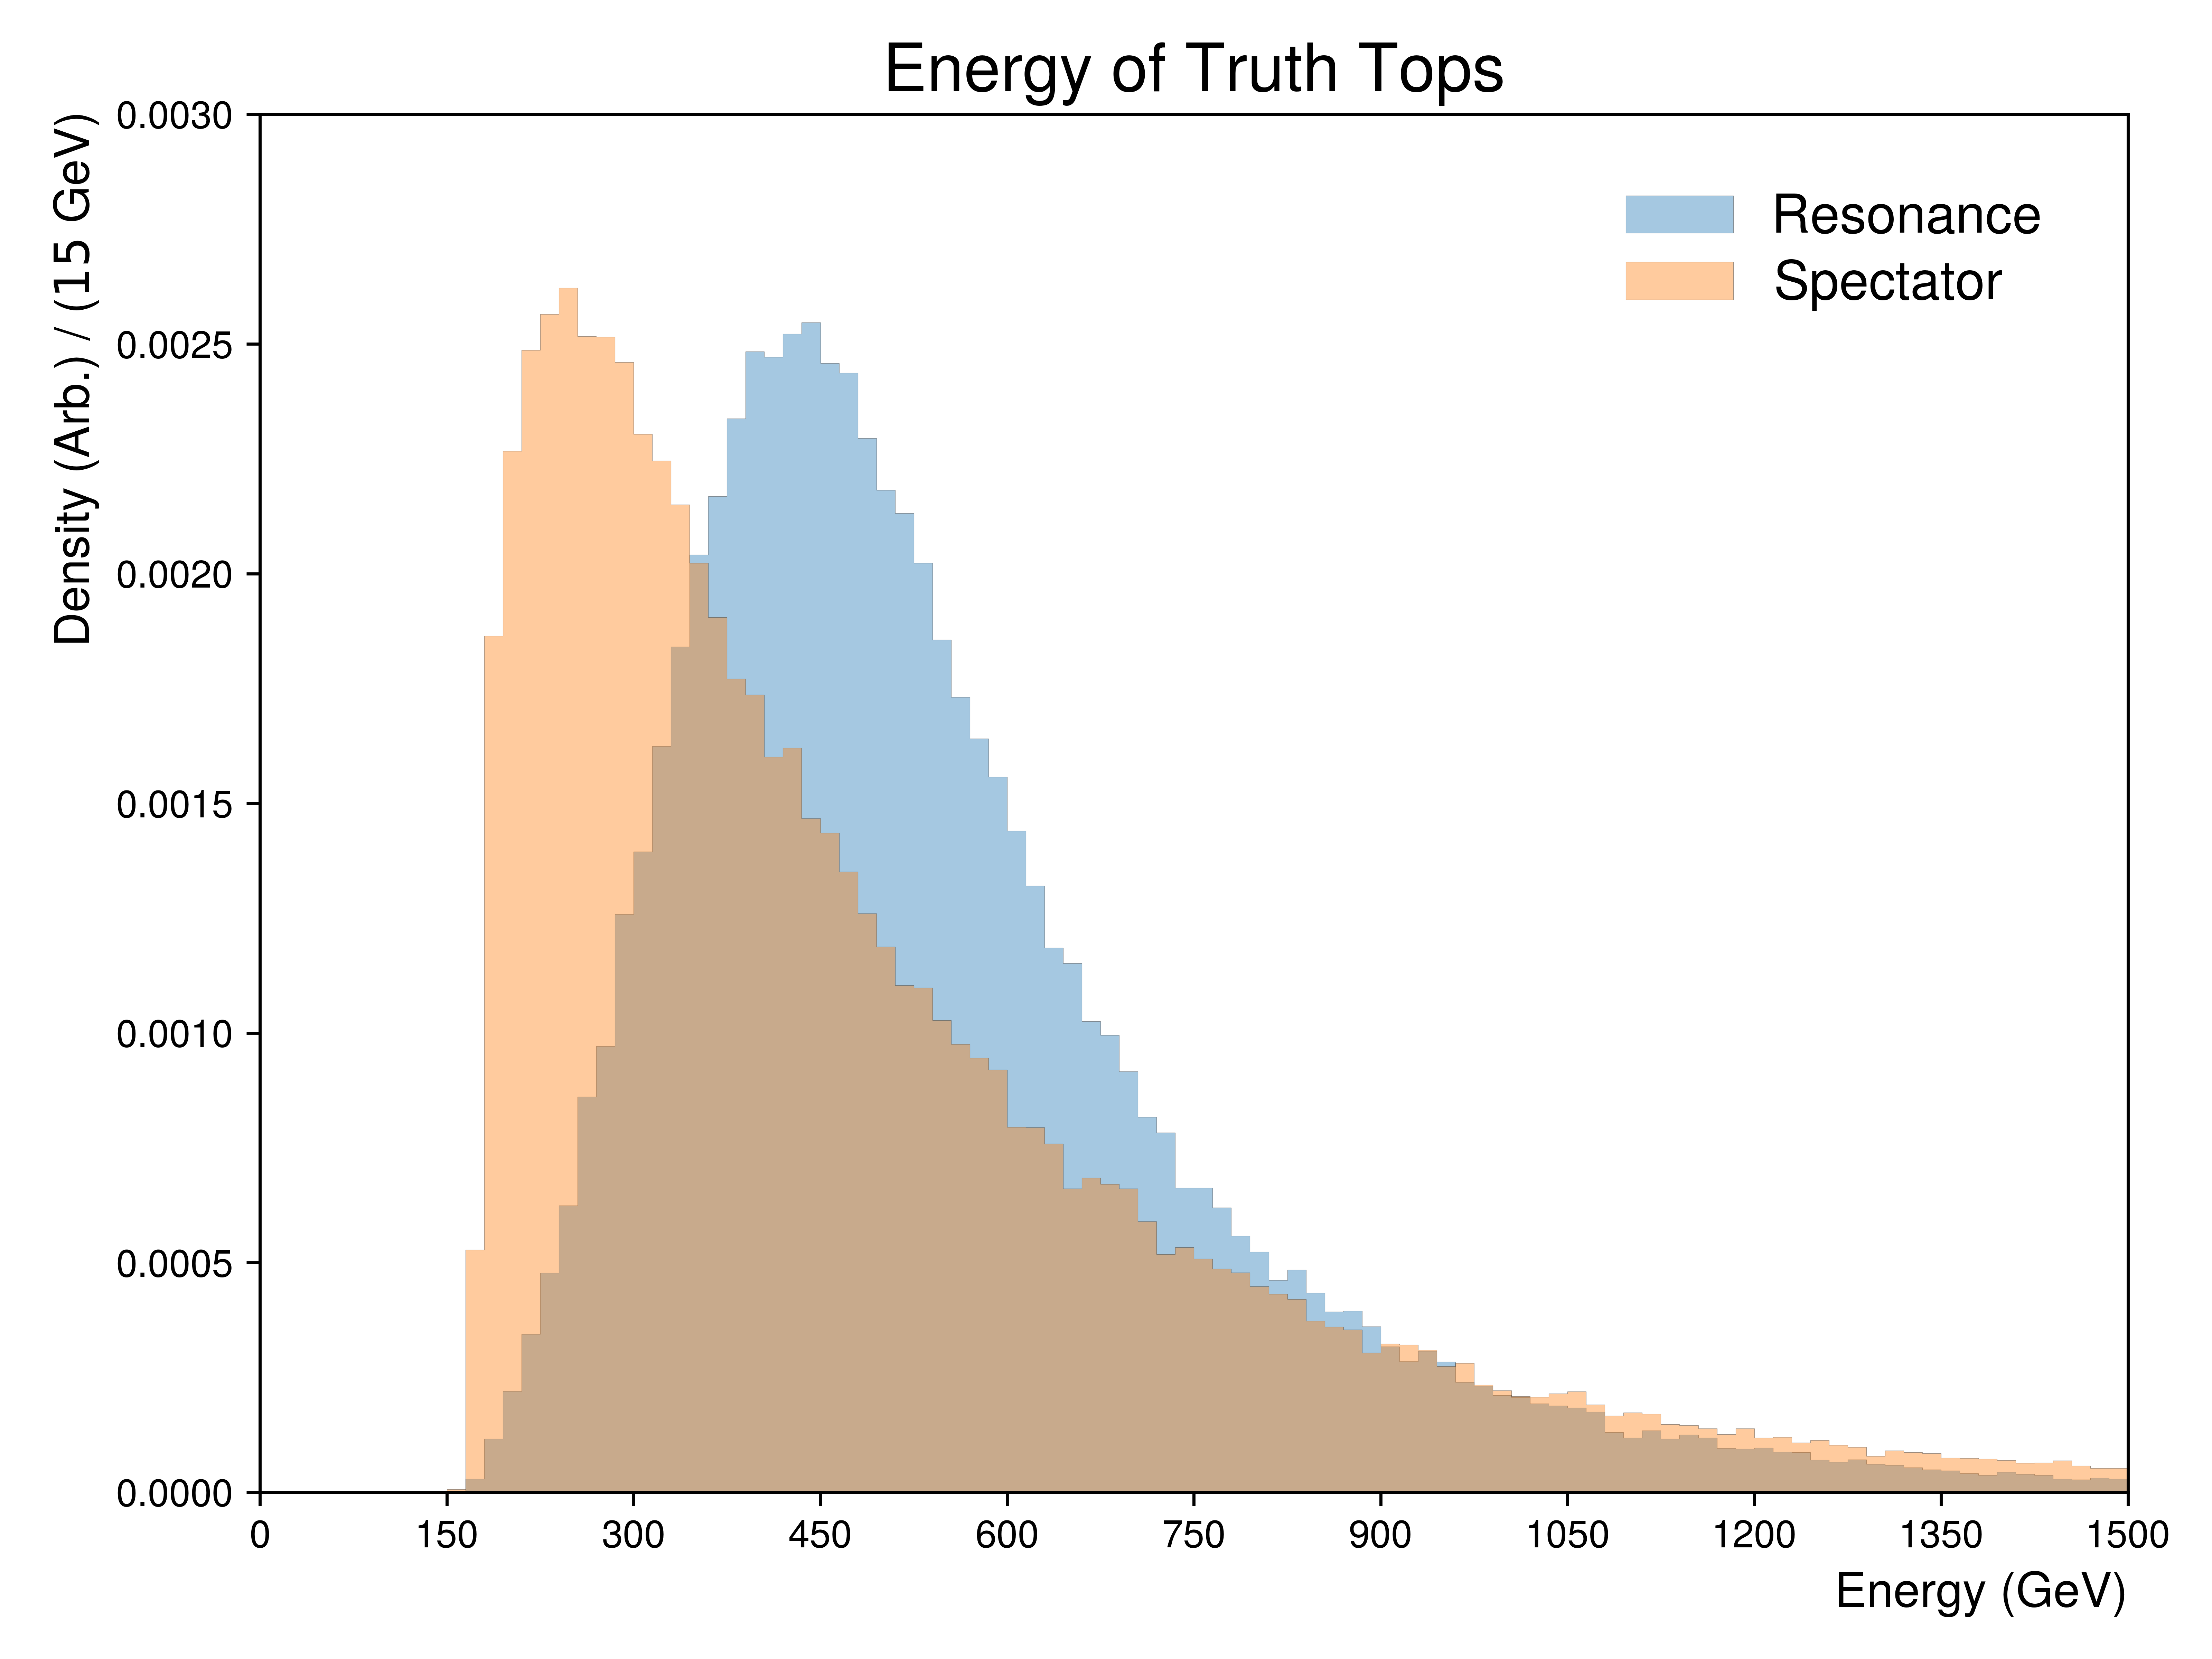 Energy of Truth Tops
Density (Arb.) / (15 GeV)
0.0030
0.0025
0.0020
0.0015
0.0010
0.0005
0.0000
Resonance
Spectator
0 150 300 450 600 750 900 1050 1200 1350 1500
Energy (GeV)